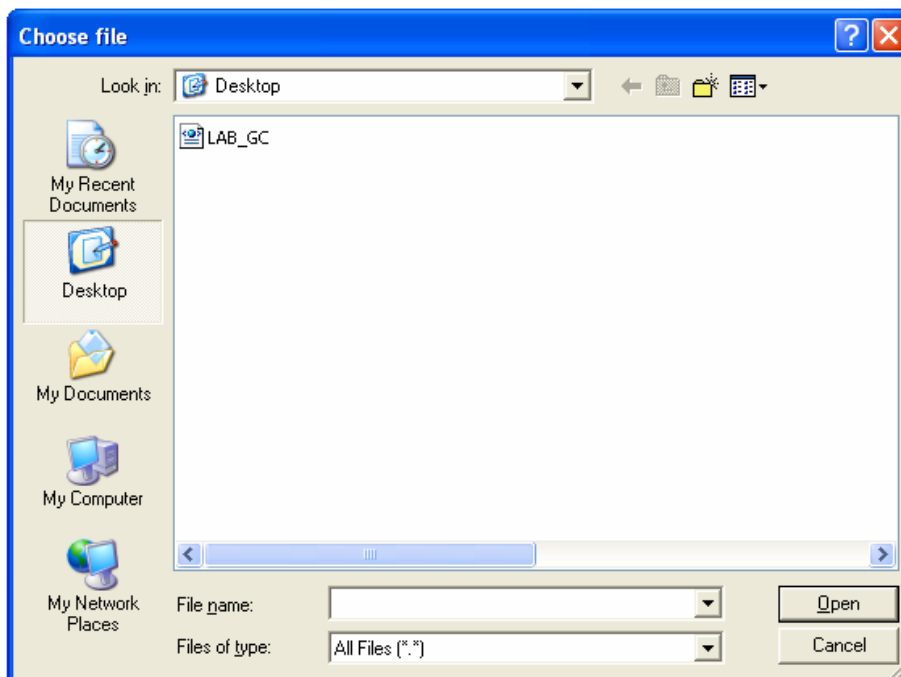 Choose file
Look in:
Desktop
LAB_GC
My Recent
Documents
Desktop
My Documents
My Computer
My Network
Places
File name:
Open
Files of type:
All Files (*.*)
Cancel